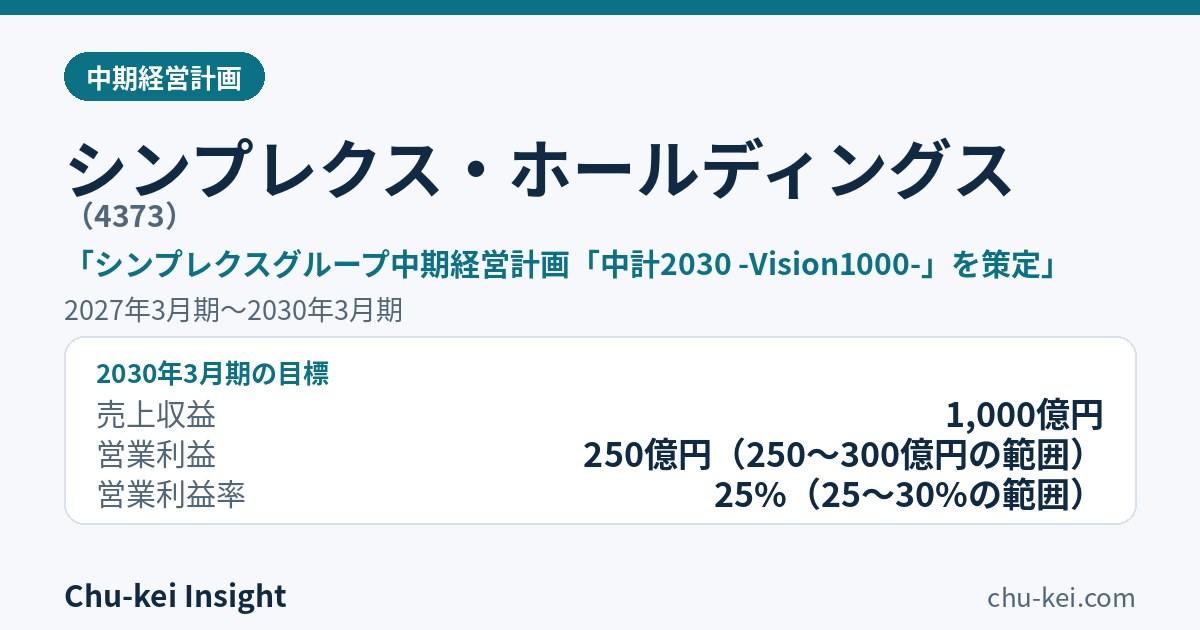 中期経営計画
シンプレクス・ホールディングス
（4373）
「シンプレクスグループ中期経営計画「中計2030 -Vision1000-」を策定」
2027年3月期～2030年3月期
2030年3月期の目標
売上収益 1,000億円
営業利益 250億円（250～300億円の範囲）
営業利益率 25%（25～30%の範囲）
Chu-kei Insight chu-kei.com